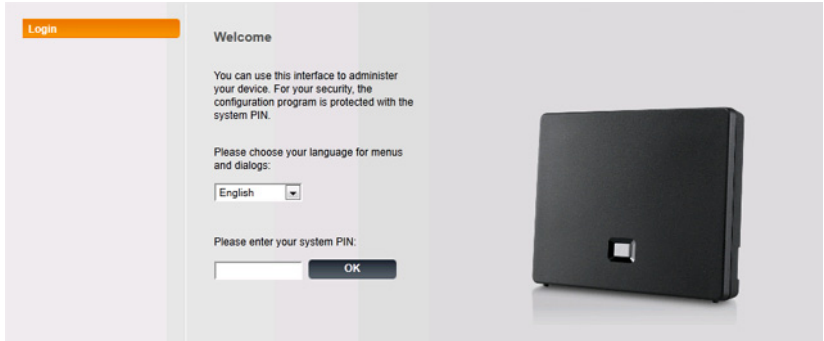 Login
Welcome
You can use this interface to administer
your device. For your security, the
configuration program is protected with the
system PIN.
Please choose your language for menus
and dialogs:
English
Please enter your system PIN:
OK